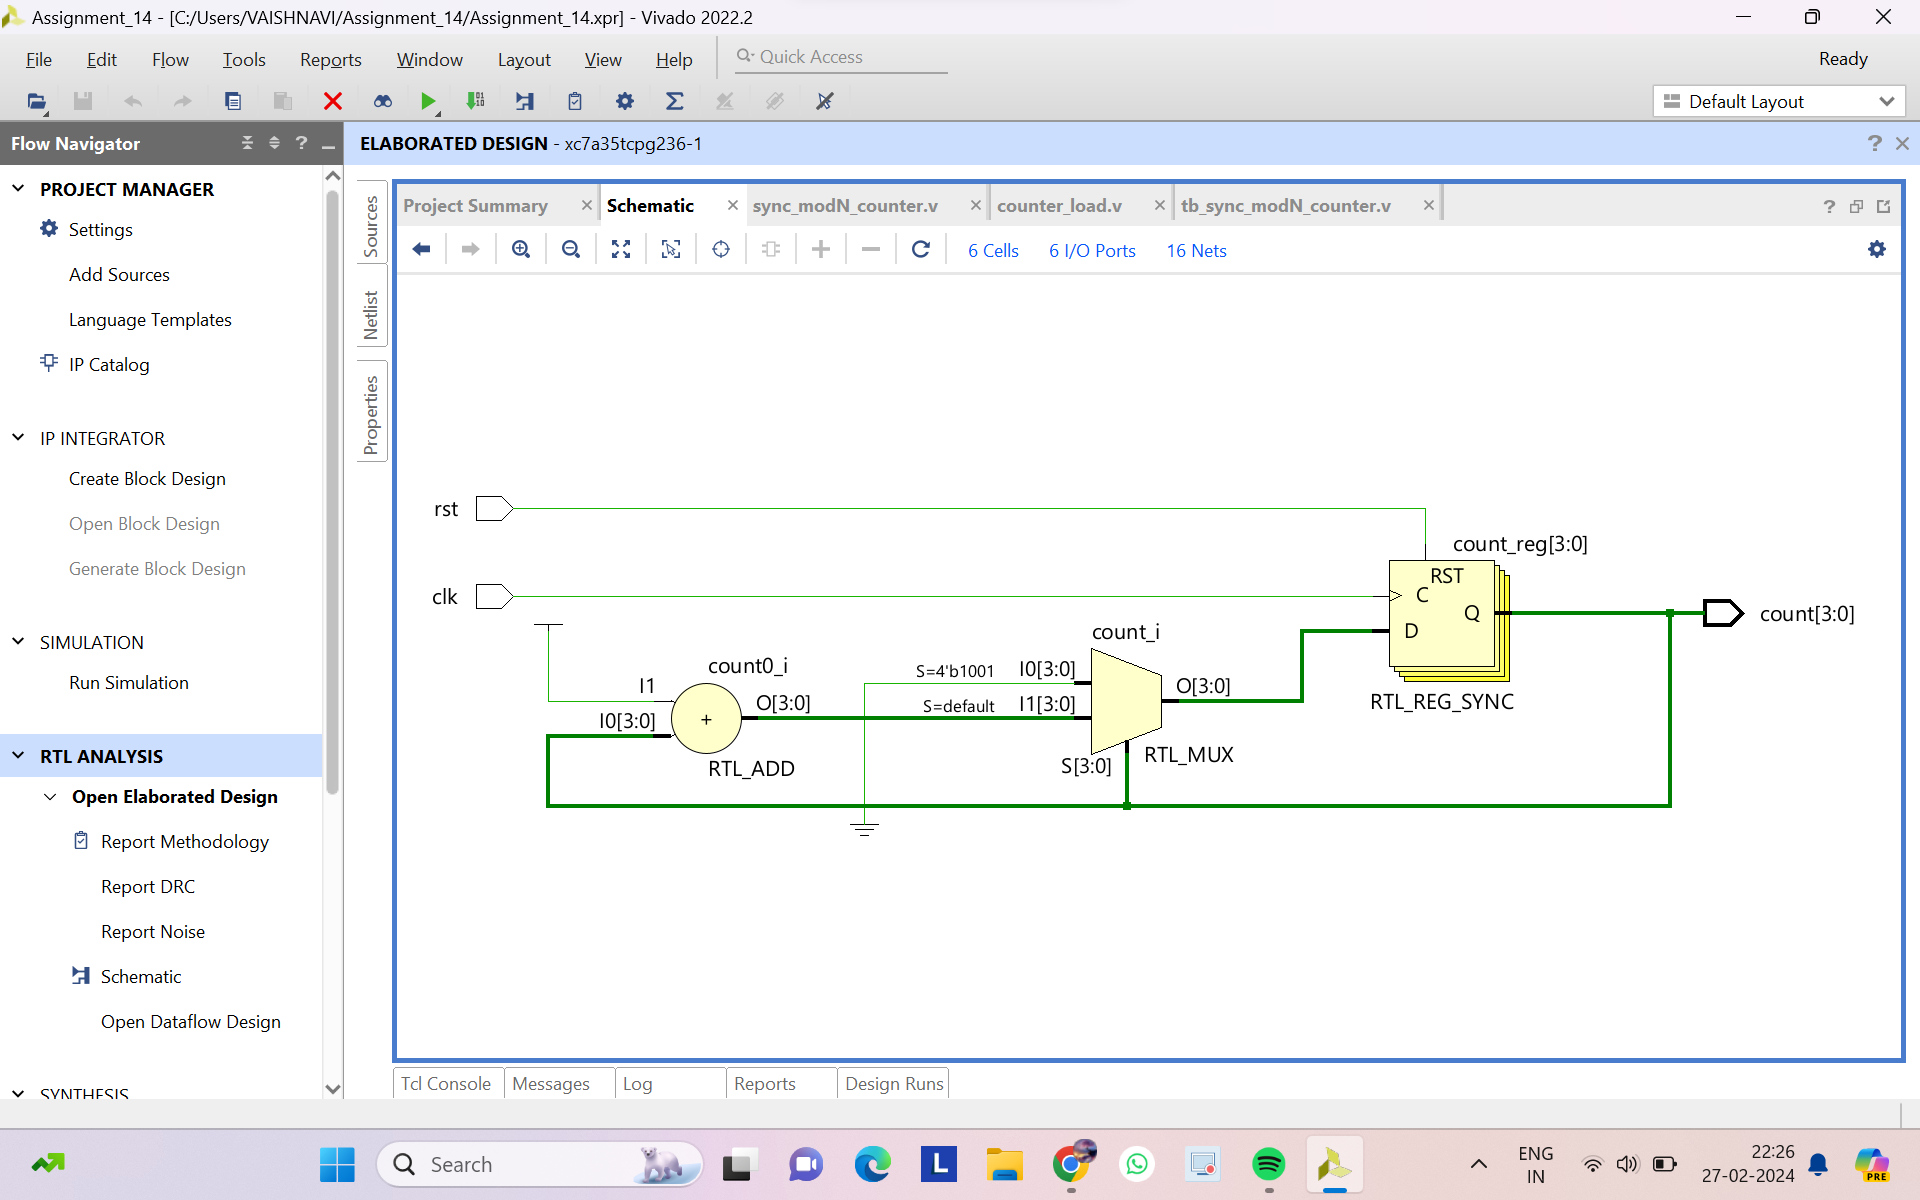 Assignment_14 - [C:/Users/VAISHNAVI/Assignment_14/Assignment_14.xpr] - Vivado 2022.2
File Edit Flow Tools Reports Window Layout View Help Quick Access Ready
Default Layout
Flow Navigator
ELABORATED DESIGN - xc7a35tcpg236-1
PROJECT MANAGER
Settings
Add Sources
Language Templates
IP Catalog
IP INTEGRATOR
Create Block Design
Open Block Design
Generate Block Design
SIMULATION
Run Simulation
RTL ANALYSIS
Open Elaborated Design
Report Methodology
Report DRC
Report Noise
Schematic
Open Dataflow Design
SYNTHESIS
Sources
Netlist
Properties
Project Summary Schematic sync_modN_counter.v counter_load.v tb_sync_modN_counter.v
6 Cells 6 I/O Ports 16 Nets
rst
clk
count0_i
I1
I0[3:0]
+
O[3:0]
RTL_ADD
count_i
S=4'b1001 I0[3:0]
S=default I1[3:0]
S[3:0]
O[3:0]
RTL_MUX
count_reg[3:0]
RST
C
Q
D
RTL_REG_SYNC
count[3:0]
Tcl Console Messages Log Reports Design Runs
Search
L
ENG
IN
22:26
27-02-2024
PRE